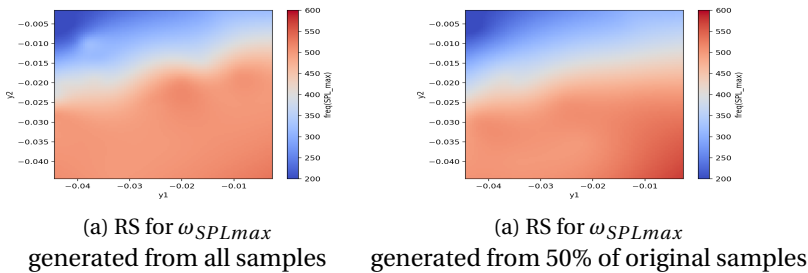 −0.005
−0.010
−0.015
−0.020
−0.025
−0.030
−0.035
−0.040
y2
−0.04 −0.03 −0.02 −0.01
y1
600
550
500
450
400
350
300
250
200
freq(SPL_max)
(a) RS for ωSPLmax
generated from all samples
−0.005
−0.010
−0.015
−0.020
−0.025
−0.030
−0.035
−0.040
y2
−0.04 −0.03 −0.02 −0.01
y1
600
550
500
450
400
350
300
250
200
freq(SPL_max)
(a) RS for ωSPLmax
generated from 50% of original samples